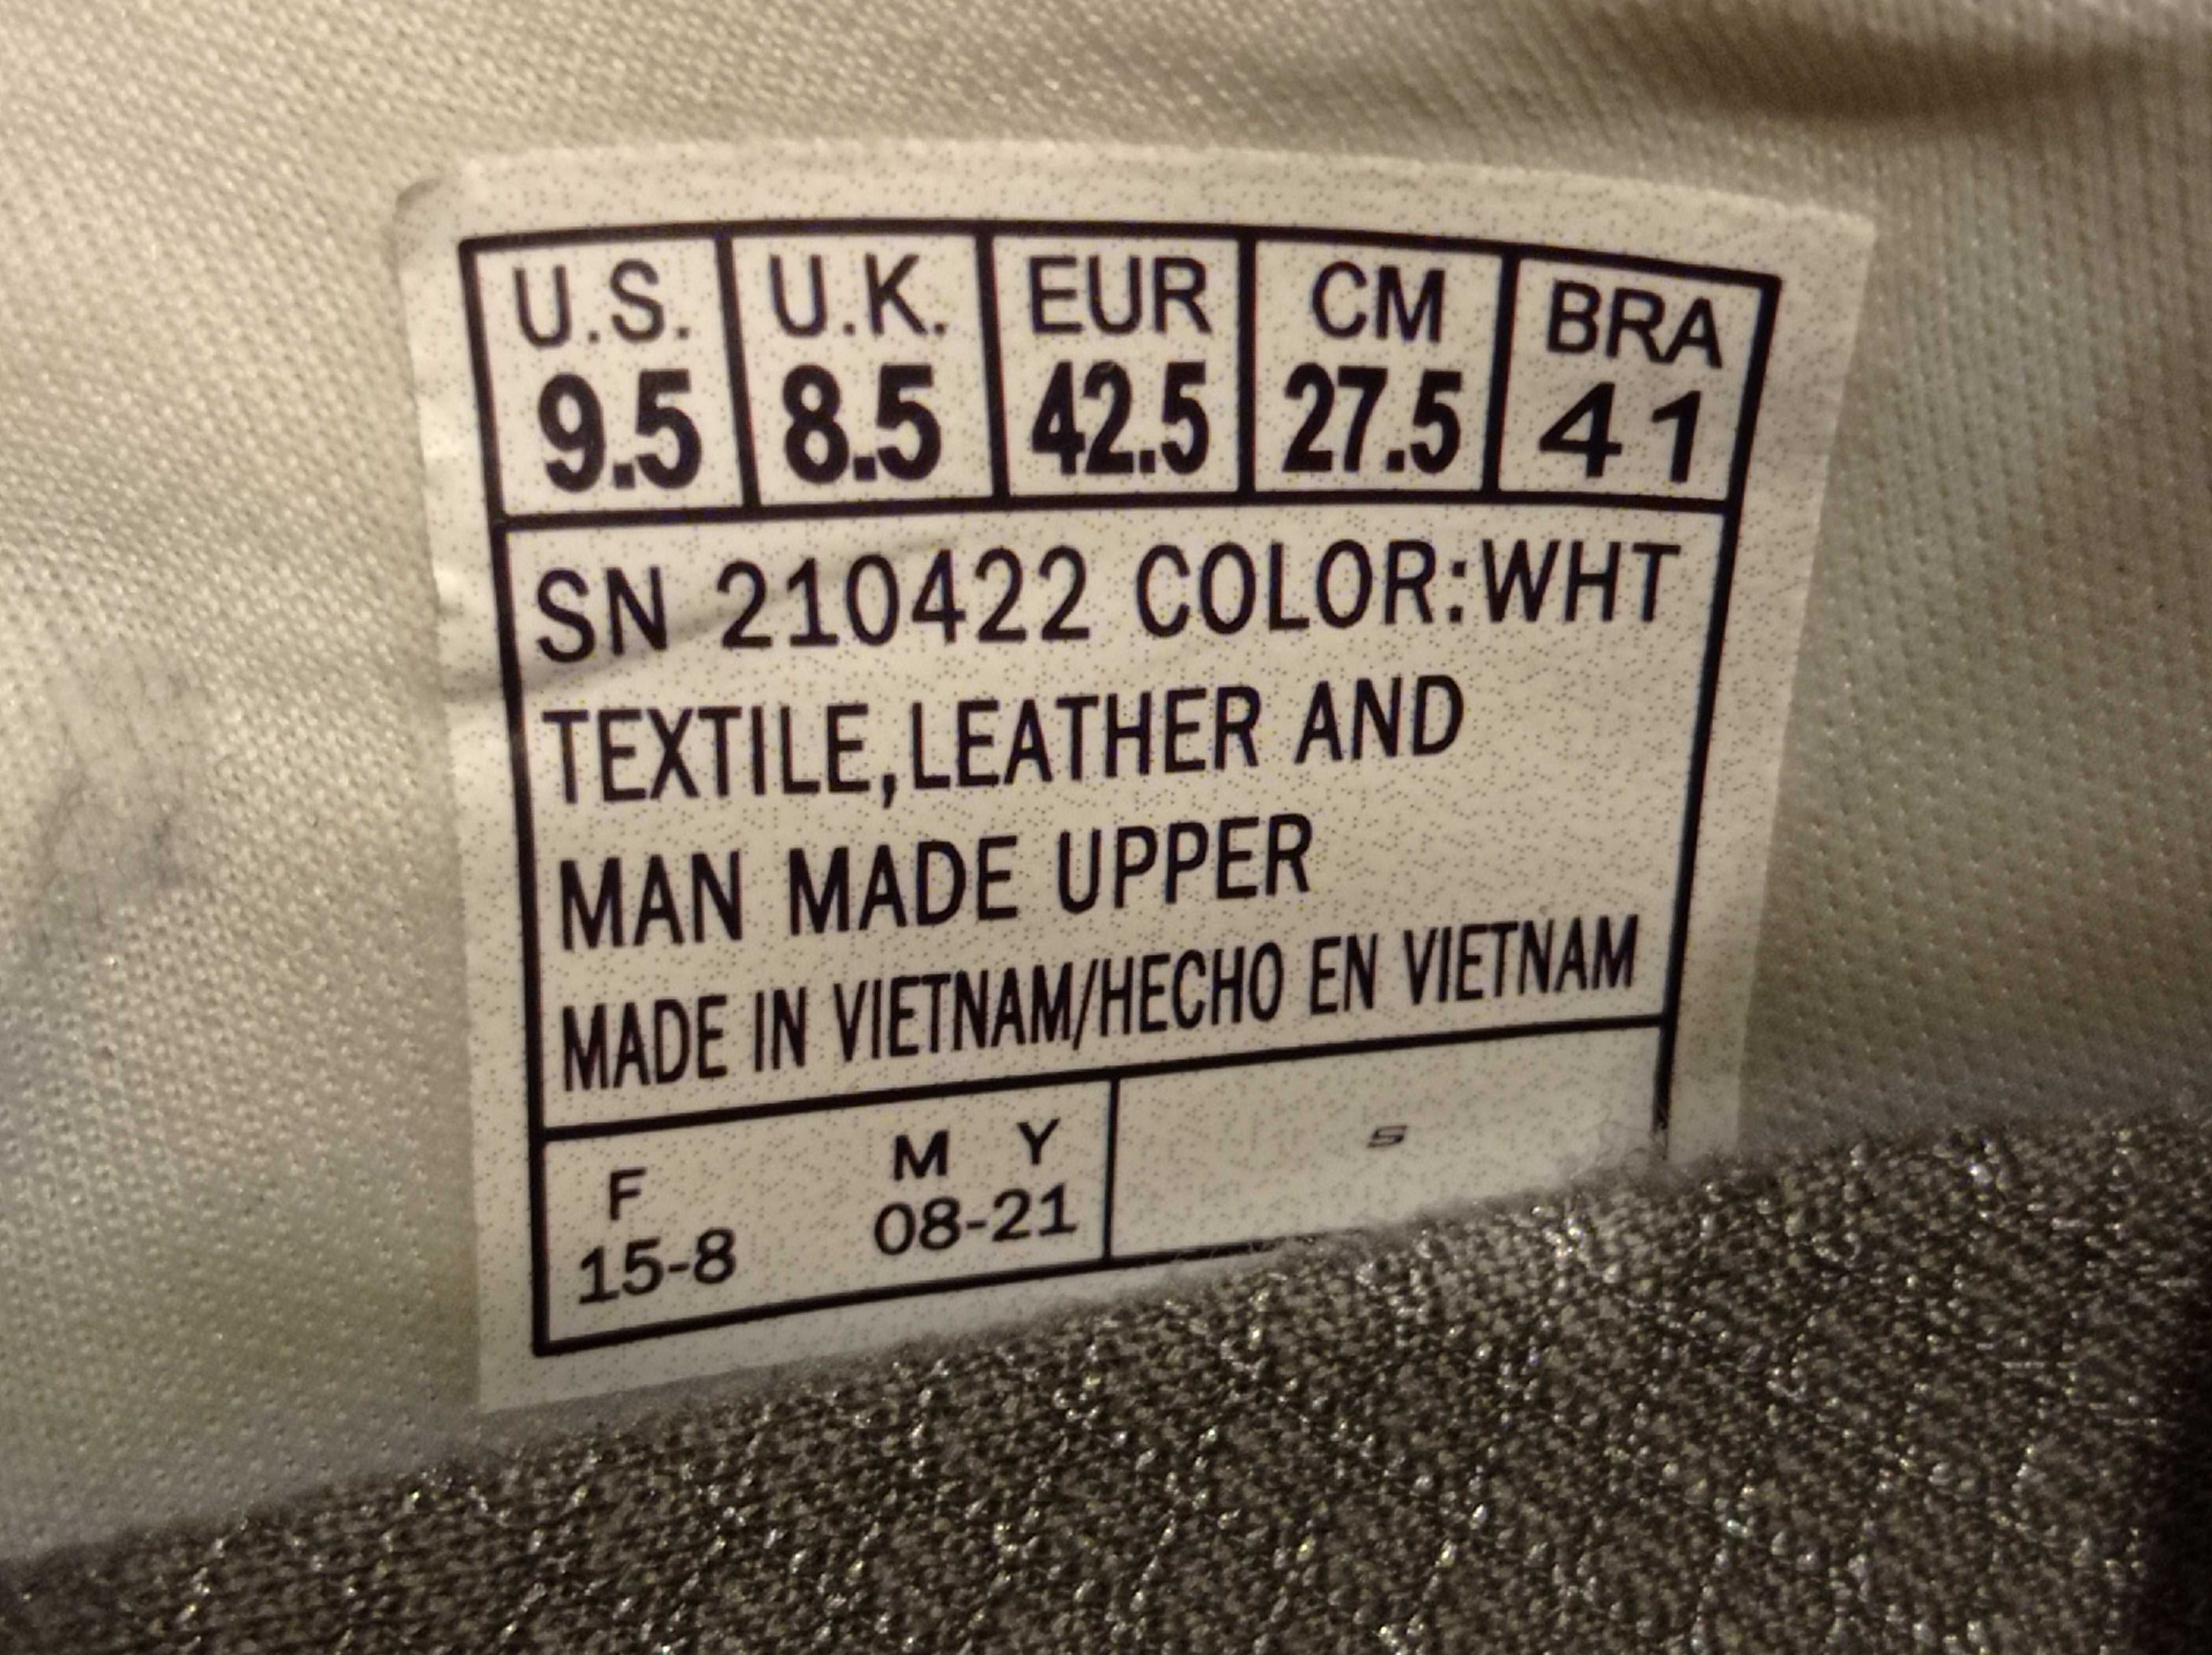 U.S. U.K. EUR CM BRA
9.5 8.5 42.5 27.5 41
SN 210422 COLOR:WHT
TEXTILE,LEATHER AND
MAN MADE UPPER
MADE IN VIETNAM/HECHO EN VIETNAM
F M Y
15-8 08-21
S